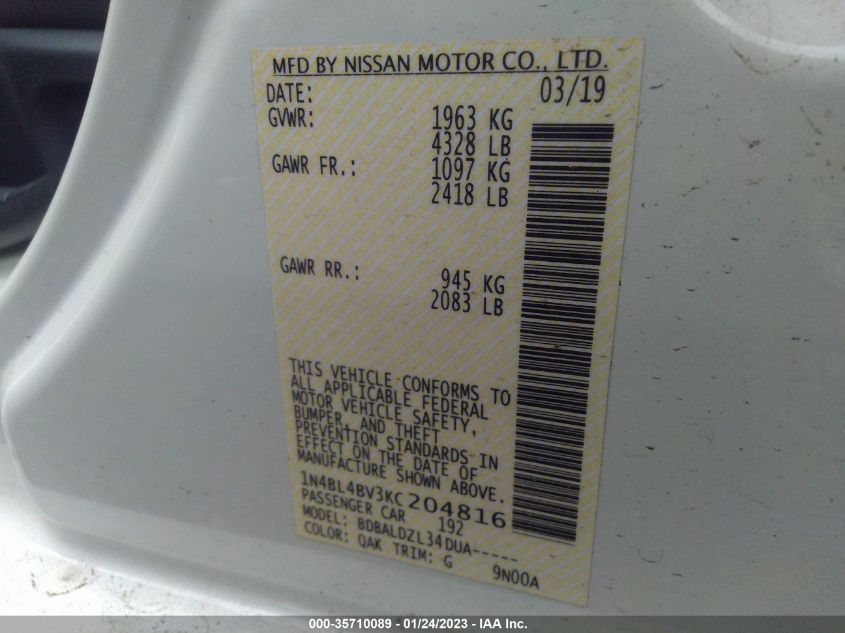 MFD BY NISSAN MOTOR CO., LTD.
DATE: 03/19
GVWR: 1963 KG
4328 LB
GAWR FR.: 1097 KG
2418 LB
GAWR RR.: 945 KG
2083 LB
THIS VEHICLE CONFORMS TO
ALL APPLICABLE FEDERAL
MOTOR VEHICLE SAFETY,
BUMPER, AND THEFT
PREVENTION STANDARDS IN
EFFECT ON THE DATE OF
MANUFACTURE SHOWN ABOVE.
1N4BL4BV3KC204816
PASSENGER CAR 192
MODEL: BDBALDZL34DUA-----
COLOR: QAK TRIM: G 9N00A
000-35710089 - 01/24/2023 - IAA Inc.